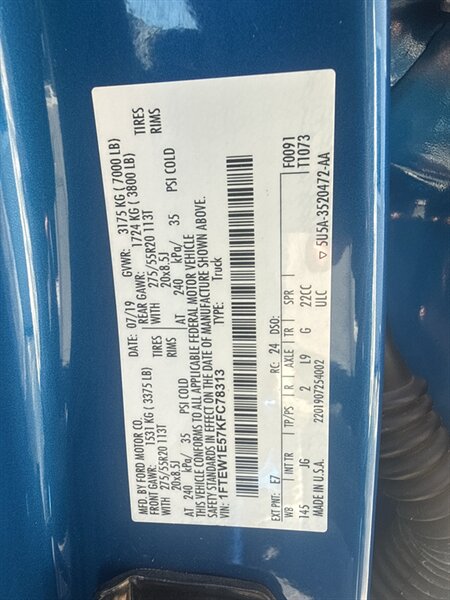 MFD. BY FORD MOTOR CO.
DATE: 07/19 GVWR: 3175 KG ( 7000 LB)
FRONT GAWR: 1531 KG ( 3375 LB) REAR GAWR: 1724 KG ( 3800 LB)
275/55R20 113T TIRES WITH 275/55R20 113T TIRES
20x8.5J RIMS 20x8.5J RIMS
AT 240 kPa/ 35 PSI COLD AT 240 kPa/ 35 PSI COLD
THIS VEHICLE CONFORMS TO ALL APPLICABLE FEDERAL MOTOR VEHICLE
SAFETY STANDARDS IN EFFECT ON THE DATE OF MANUFACTURE SHOWN ABOVE.
VIN: 1FTEW1E57KFC78313 TYPE: Truck
F0091
T1073
EXT PNT: E7 RC: 24 DSO:
WB INT TR TP/PS R AXLE TR SPR
145 JG 2 L9 G 22CC
MADE IN U.S.A. 2201907254002 ULC
5U5A-3520472-AA